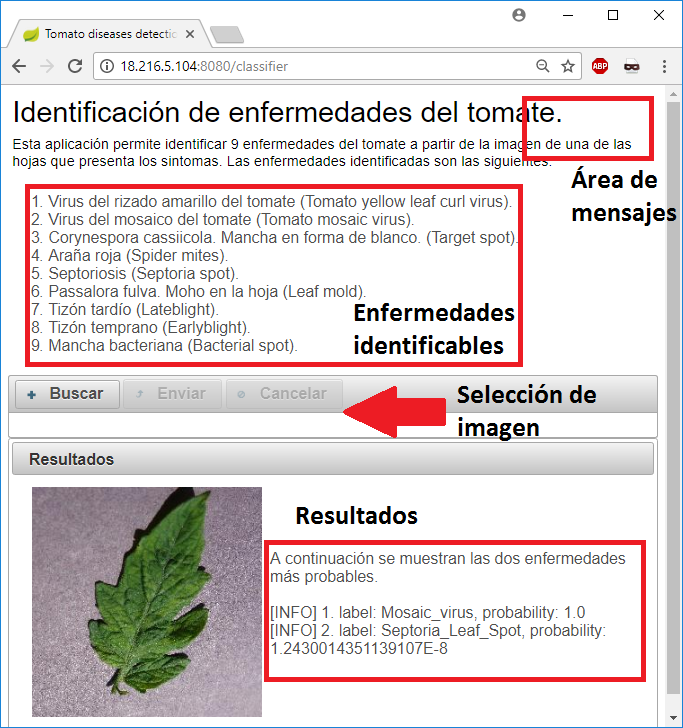 Tomato diseases detectio
18.216.5.104:8080/classifier
ABP
Identificación de enfermedades del tomate.
Esta aplicación permite identificar 9 enfermedades del tomate a partir de la imagen de una de las
hojas que presenta los síntomas. Las enfermedades identificadas son las siguientes:
Área de
mensajes
1. Virus del rizado amarillo del tomate (Tomato yellow leaf curl virus).
2. Virus del mosaico del tomate (Tomato mosaic virus).
3. Corynespora cassiicola. Mancha en forma de blanco. (Target spot).
4. Araña roja (Spider mites).
5. Septoriosis (Septoria spot).
6. Passalora fulva. Moho en la hoja (Leaf mold).
7. Tizón tardío (Lateblight).
8. Tizón temprano (Earlyblight).
9. Mancha bacteriana (Bacterial spot).
Enfermedades
identificables
Buscar Enviar Cancelar
Selección de
imagen
Resultados
Resultados
A continuación se muestran las dos enfermedades
más probables.
[INFO] 1. label: Mosaic_virus, probability: 1.0
[INFO] 2. label: Septoria_Leaf_Spot, probability:
1.2430014351139107E-8